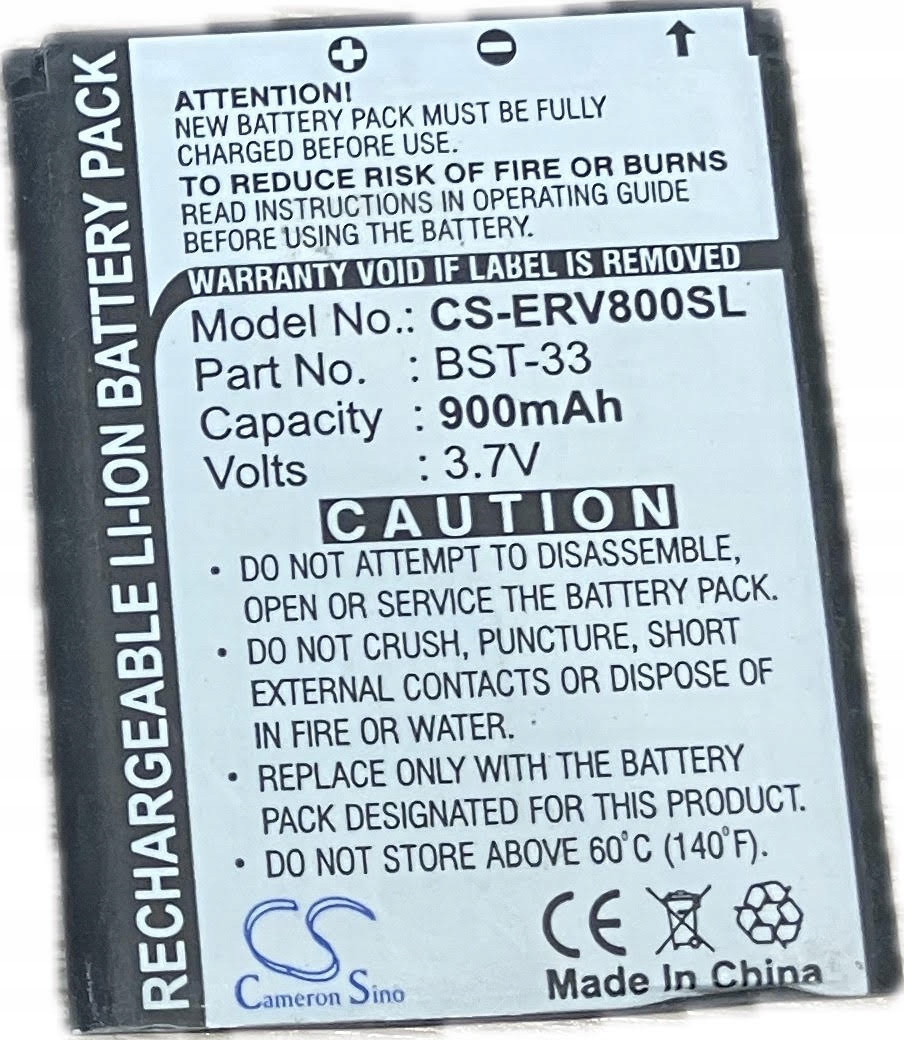 RECHARGEABLE LI-ION BATTERY PACK
ATTENTION!
NEW BATTERY PACK MUST BE FULLY
CHARGED BEFORE USE.
TO REDUCE RISK OF FIRE OR BURNS
READ INSTRUCTIONS IN OPERATING GUIDE
BEFORE USING THE BATTERY.
WARRANTY VOID IF LABEL IS REMOVED
Model No.: CS-ERV800SL
Part No. : BST-33
Capacity : 900mAh
Volts : 3.7V
CAUTION
• DO NOT ATTEMPT TO DISASSEMBLE,
OPEN OR SERVICE THE BATTERY PACK.
• DO NOT CRUSH, PUNCTURE, SHORT
EXTERNAL CONTACTS OR DISPOSE OF
IN FIRE OR WATER.
• REPLACE ONLY WITH THE BATTERY
PACK DESIGNATED FOR THIS PRODUCT.
• DO NOT STORE ABOVE 60°C (140°F).
CS
Cameron Sino
CE
Made In China